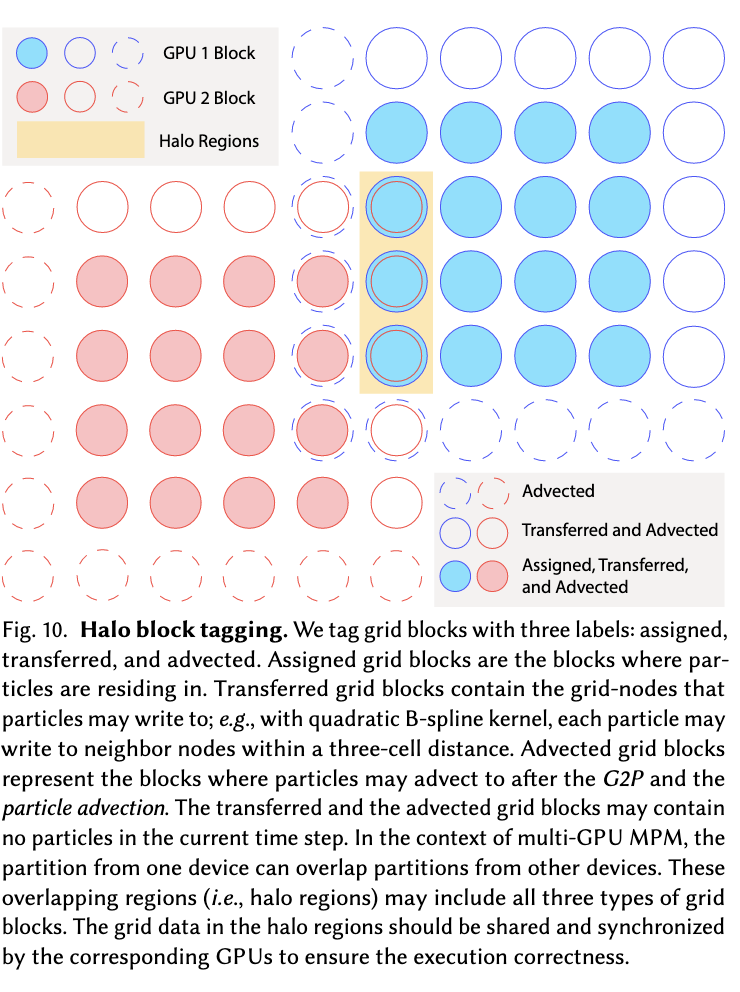 GPU 1 Block
GPU 2 Block
Halo Regions
Advected
Transferred and Advected
Assigned, Transferred,
and Advected
Fig. 10. Halo block tagging. We tag grid blocks with three labels: assigned,
transferred, and advected. Assigned grid blocks are the blocks where par-
ticles are residing in. Transferred grid blocks contain the grid-nodes that
particles may write to; e.g., with quadratic B-spline kernel, each particle may
write to neighbor nodes within a three-cell distance. Advected grid blocks
represent the blocks where particles may advect to after the G2P and the
particle advection. The transferred and the advected grid blocks may contain
no particles in the current time step. In the context of multi-GPU MPM, the
partition from one device can overlap partitions from other devices. These
overlapping regions (i.e., halo regions) may include all three types of grid
blocks. The grid data in the halo regions should be shared and synchronized
by the corresponding GPUs to ensure the execution correctness.